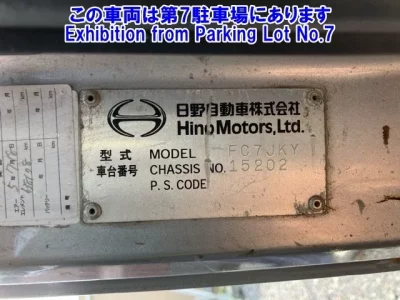 この車両は第7駐車場にあります
Exhibition from Parking Lot No.7
日野自動車株式会社
Hino Motors, Ltd.
型式 MODEL FC7JKY
車台番号 CHASSIS NO. 15202
P. S. CODE